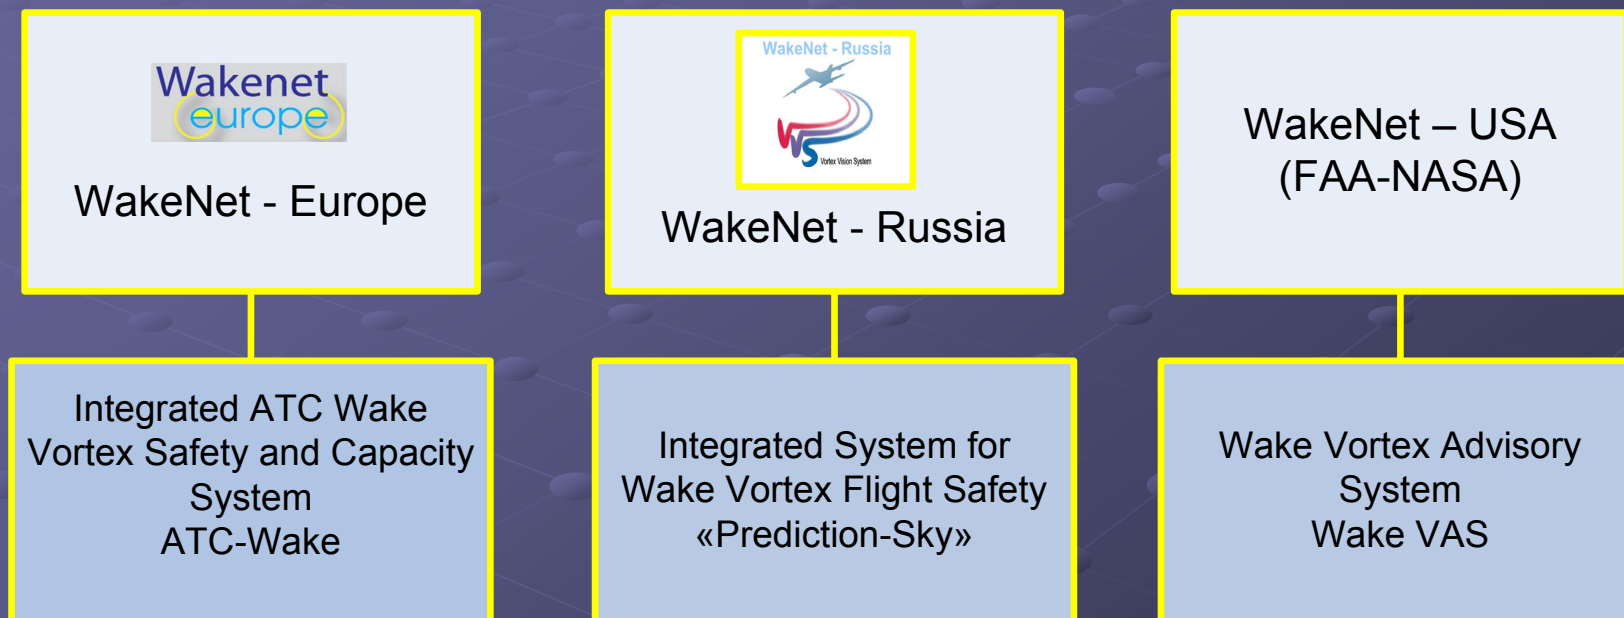 Wakenet
europe
WakeNet - Europe
WakeNet - Russia
VVS
Vortex Vision System
WakeNet - Russia
WakeNet – USA
(FAA-NASA)
Integrated ATC Wake
Vortex Safety and Capacity
System
ATC-Wake
Integrated System for
Wake Vortex Flight Safety
«Prediction-Sky»
Wake Vortex Advisory
System
Wake VAS